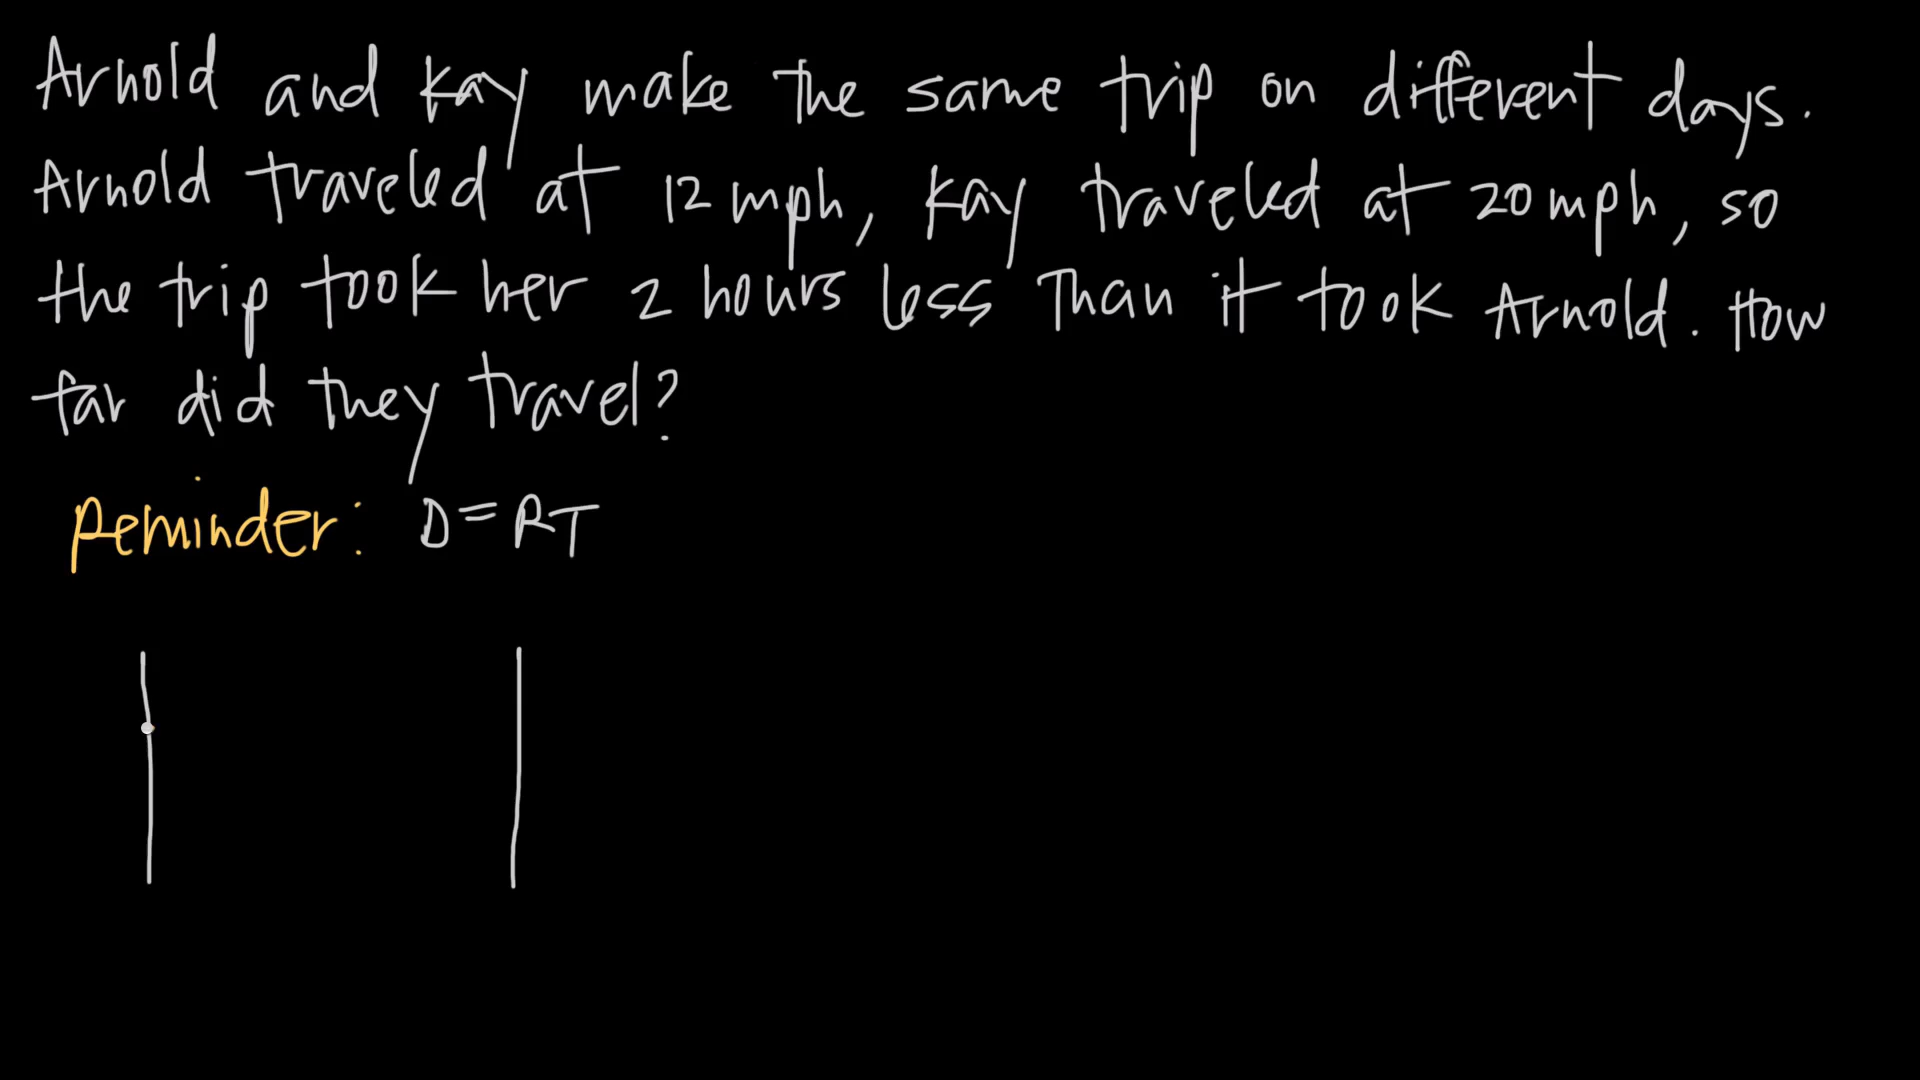 Arnold and Kay make the same trip on different days.
Arnold traveled at 12 mph, Kay traveled at 20 mph, so
the trip took her 2 hours less than it took Arnold. How
far did they travel?
Reminder: D = RT